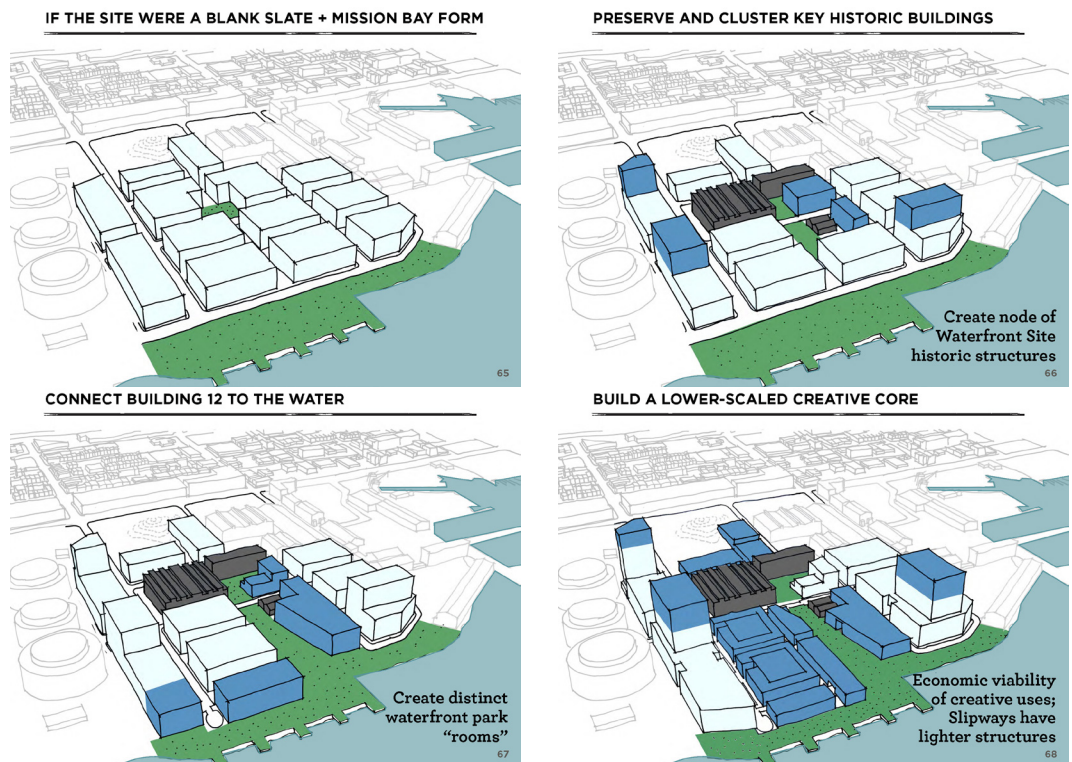 IF THE SITE WERE A BLANK SLATE + MISSION BAY FORM
65
PRESERVE AND CLUSTER KEY HISTORIC BUILDINGS
Create node of
Waterfront Site
historic structures
66
CONNECT BUILDING 12 TO THE WATER
Create distinct
waterfront park
“rooms”
67
BUILD A LOWER-SCALED CREATIVE CORE
Economic viability
of creative uses;
Slipways have
lighter structures
68